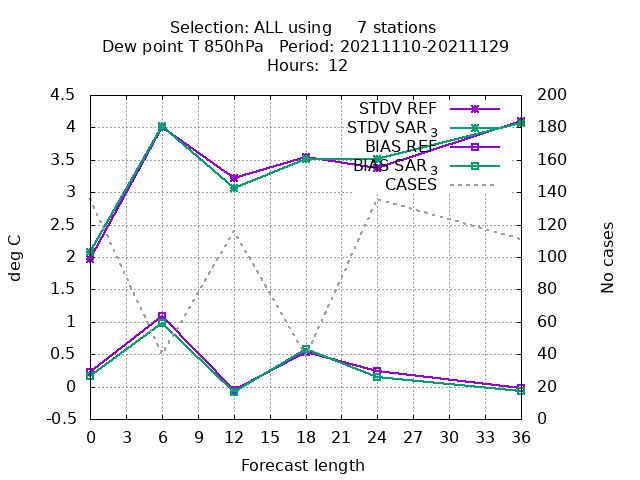 Selection: ALL using     7 stations
Dew point T 850hPa   Period: 20211110-20211129
Hours: 12
STDV REF
STDV SAR 3
BIAS REF
BIAS SAR 3
CASES
4.5
4
3.5
3
2.5
2
1.5
1
0.5
0
-0.5
200
180
160
140
120
100
80
60
40
20
0
deg C
No cases
0 3 6 9 12 15 18 21 24 27 30 33 36
Forecast length